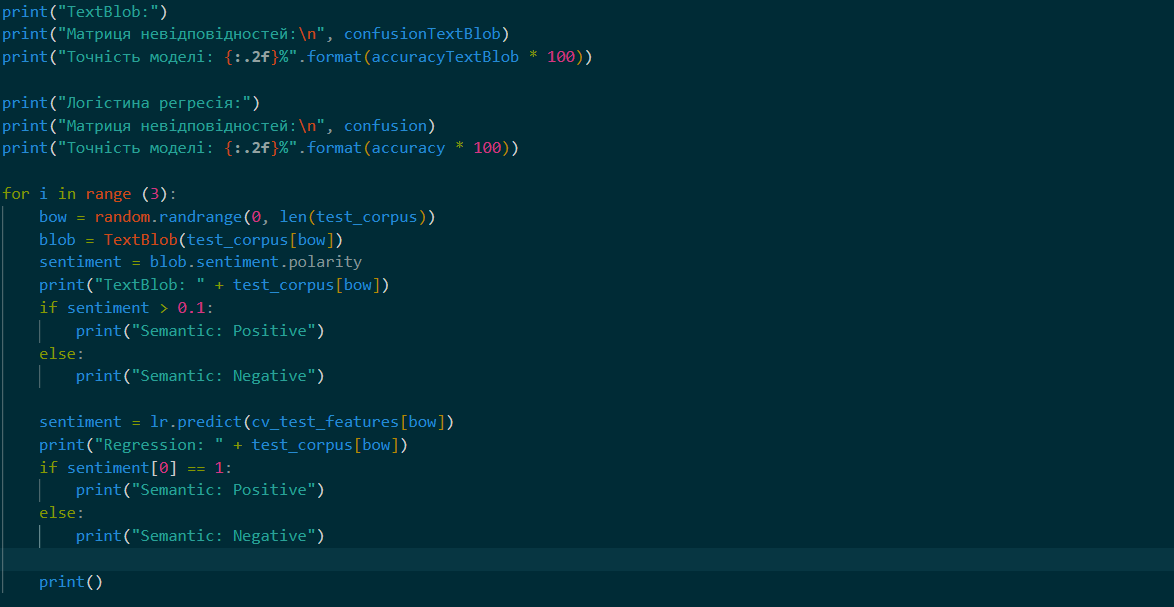 print("TextBlob:")
print("Матриця невідповідностей:\n", confusionTextBlob)
print("Точність моделі: {:.2f}%".format(accuracyTextBlob * 100))
print("Логістина регресія:")
print("Матриця невідповідностей:\n", confusion)
print("Точність моделі: {:.2f}%".format(accuracy * 100))
for i in range (3):
    bow = random.randrange(0, len(test_corpus))
    blob = TextBlob(test_corpus[bow])
    sentiment = blob.sentiment.polarity
    print("TextBlob: " + test_corpus[bow])
    if sentiment > 0.1:
        print("Semantic: Positive")
    else:
        print("Semantic: Negative")
    sentiment = lr.predict(cv_test_features[bow])
    print("Regression: " + test_corpus[bow])
    if sentiment[0] == 1:
        print("Semantic: Positive")
    else:
        print("Semantic: Negative")
    print()